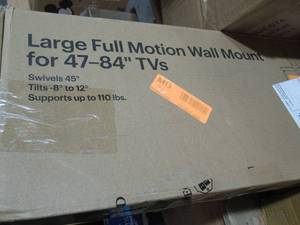 Large Full Motion Wall Mount
for 47–84" TVs
Swivels 45°
Tilts -8° to 12°
Supports up to 110 lbs.